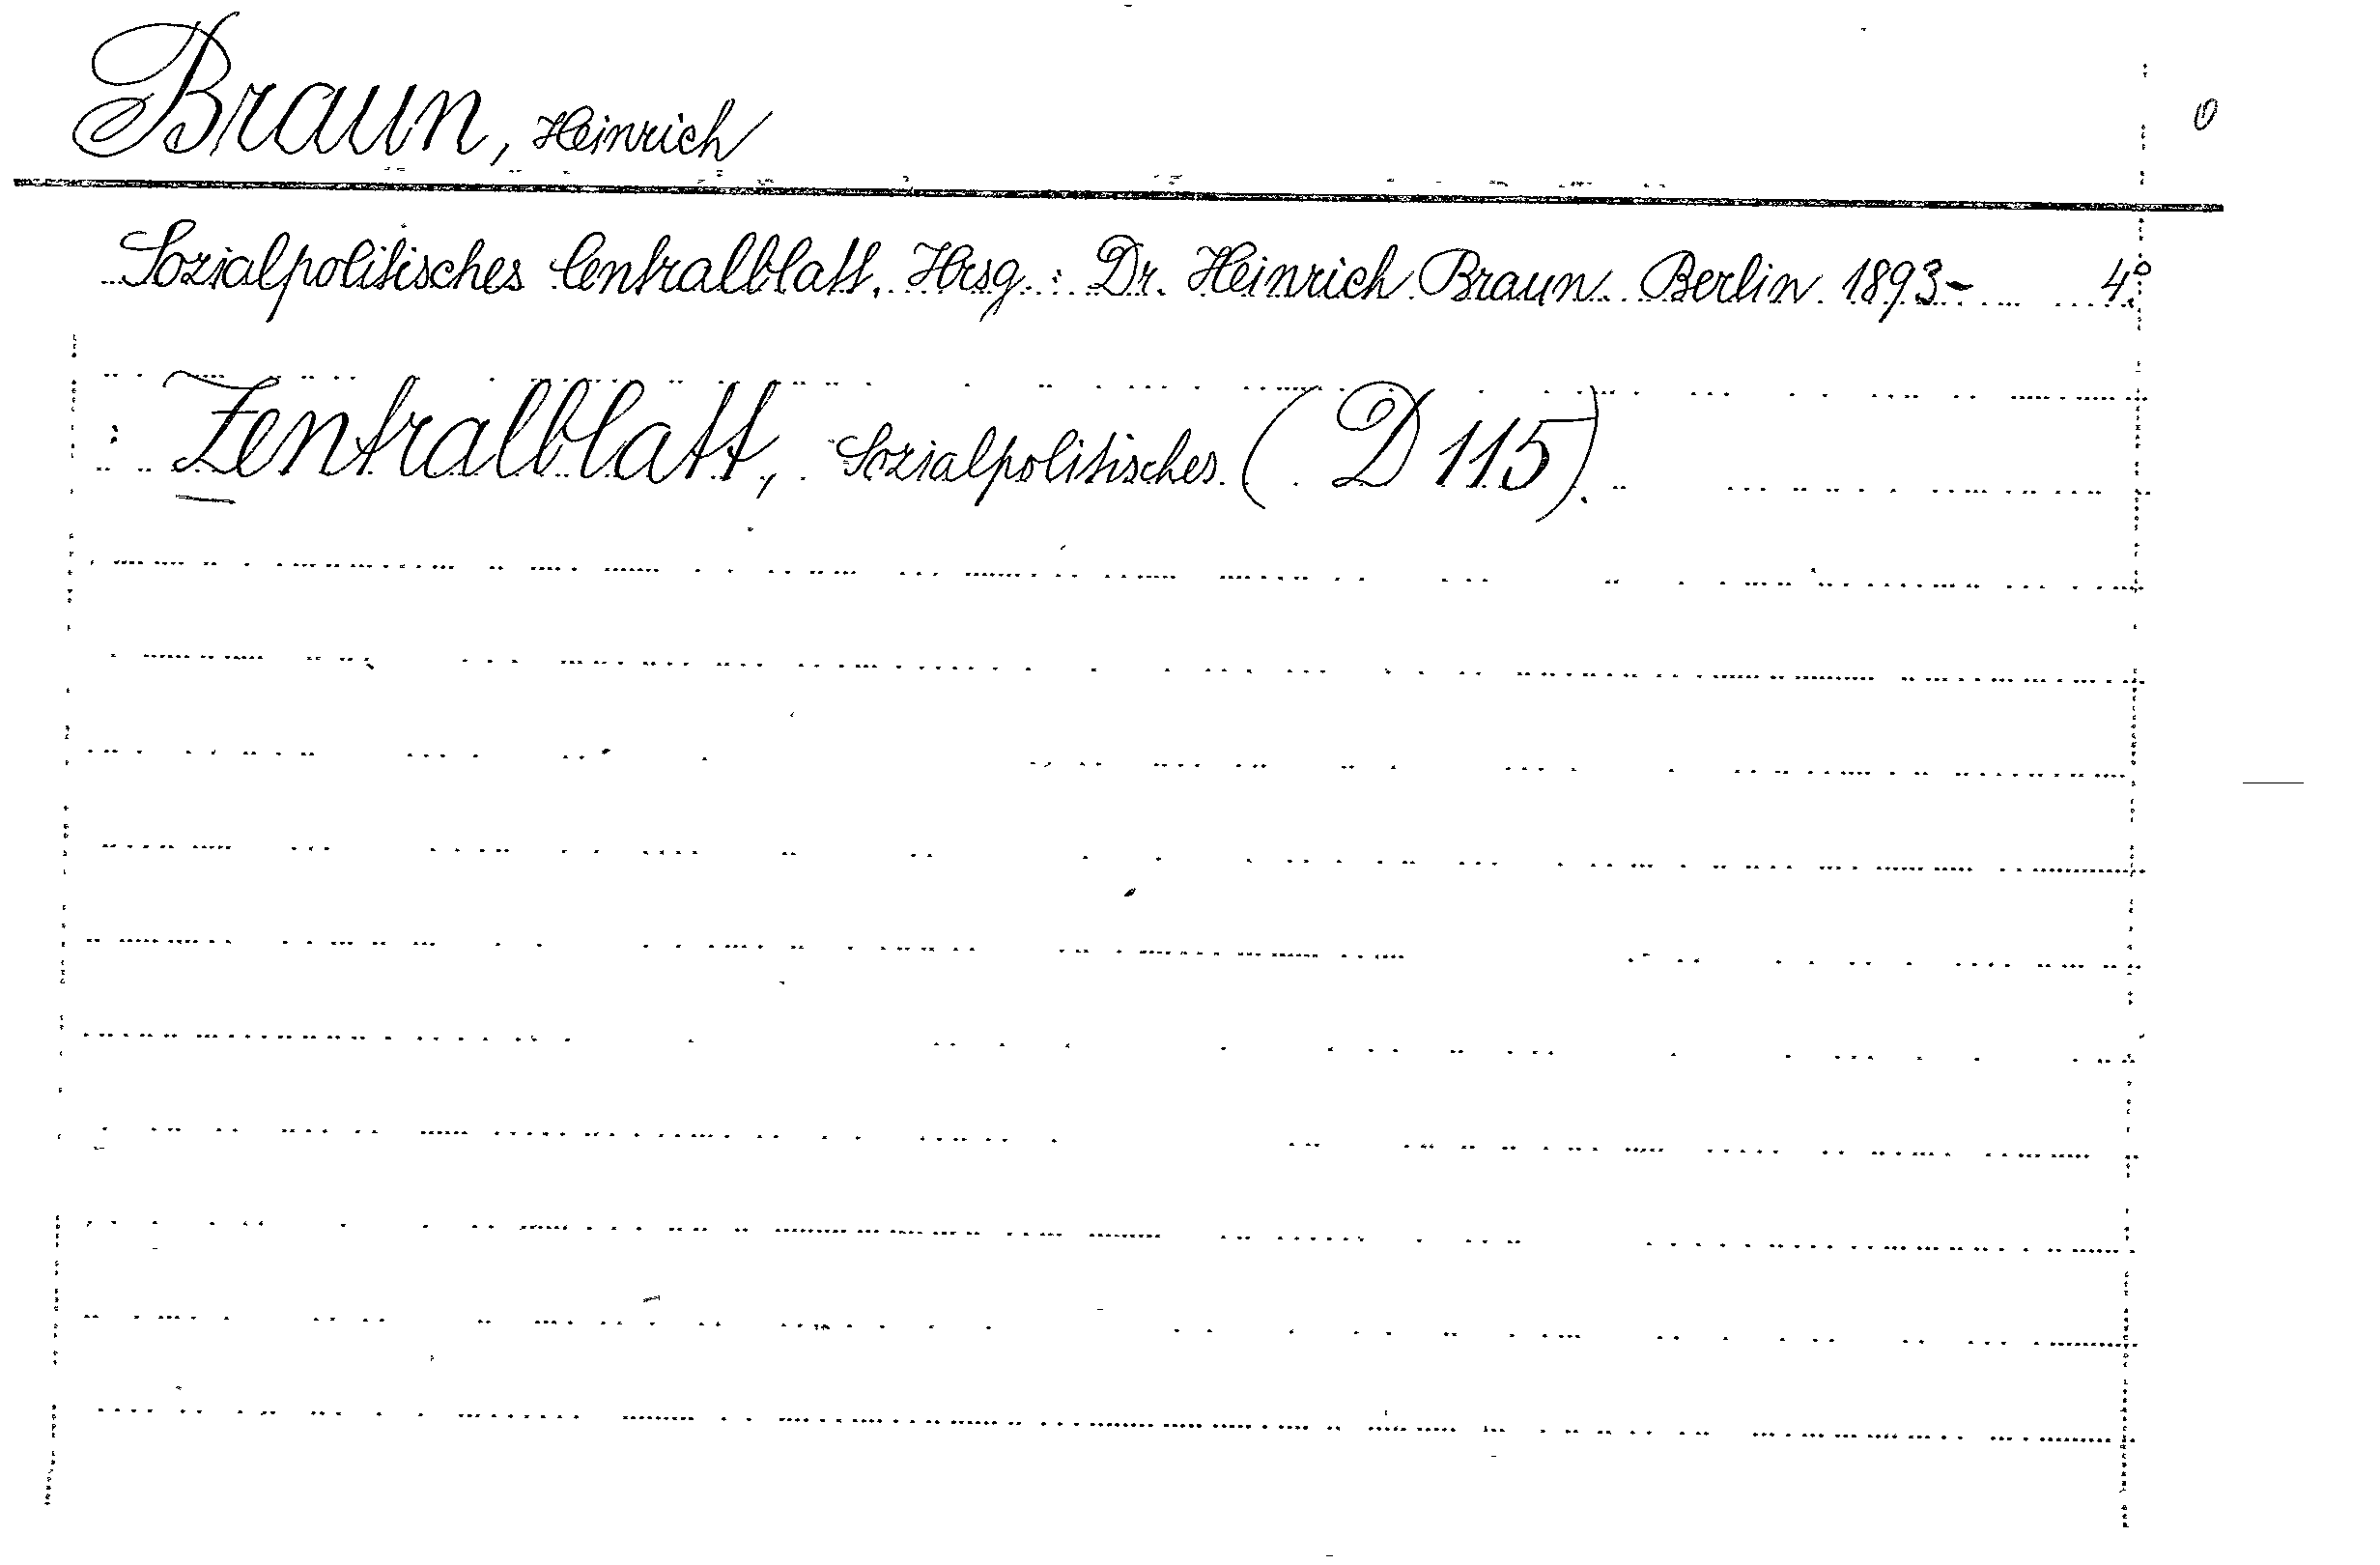 Braun, Heinrich
0
Sozialpolitisches Centralblatt. Hrsg.: Dr. Heinrich Braun. Berlin 1893- 4°.
: Zentralblatt, Sozialpolitisches. (D 115).